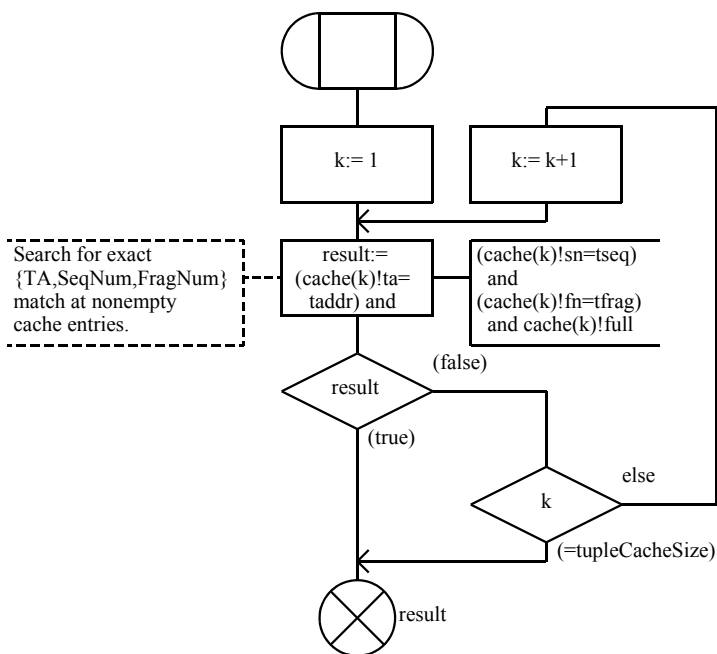 k:= 1
k:= k+1
Search for exact
{TA,SeqNum,FragNum}
match at nonempty
cache entries.
result:=
(cache(k)!ta=
taddr) and
(cache(k)!sn=tseq)
and
(cache(k)!fn=tfrag)
and cache(k)!full
result
(false)
(true)
k
else
(=tupleCacheSize)
result